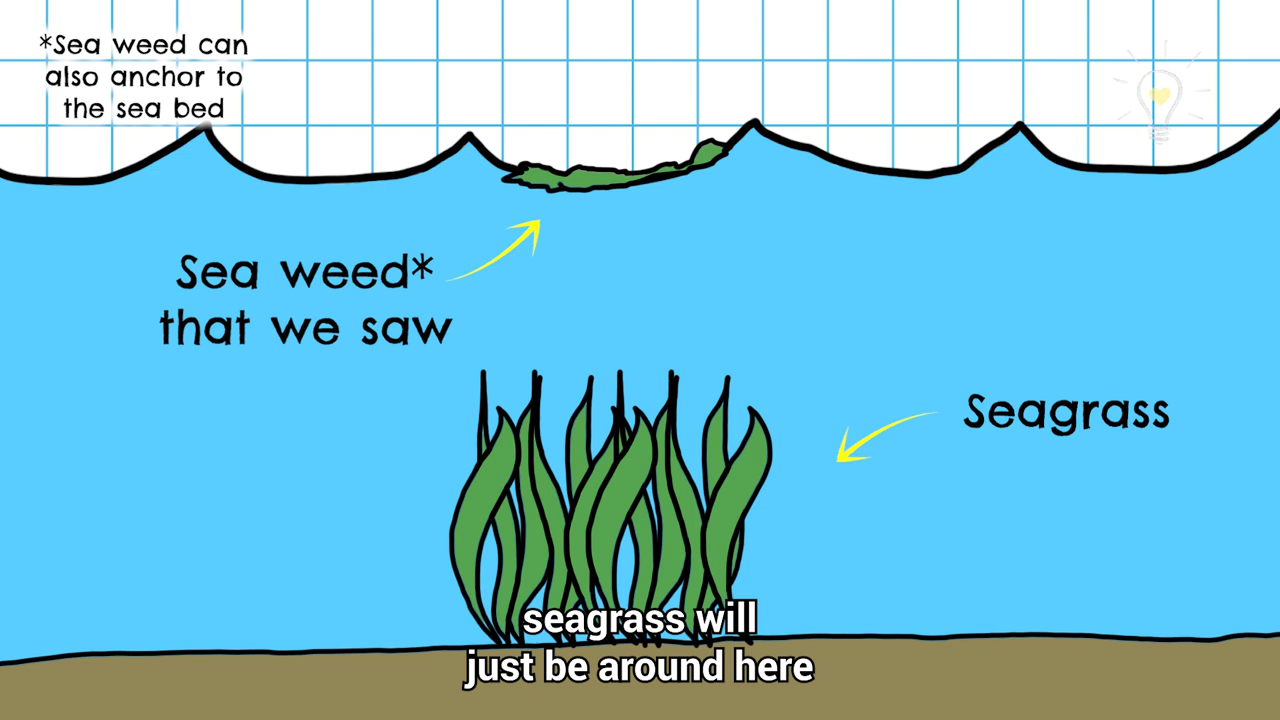 *Sea weed can
also anchor to
the sea bed
Sea weed*
that we saw
Seagrass
seagrass will
just be around here